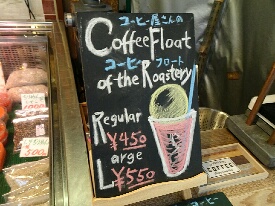 コーヒー屋さんの
Coffee Float
コーヒーフロート
of the Roastery
Regular
¥450
Large
¥550